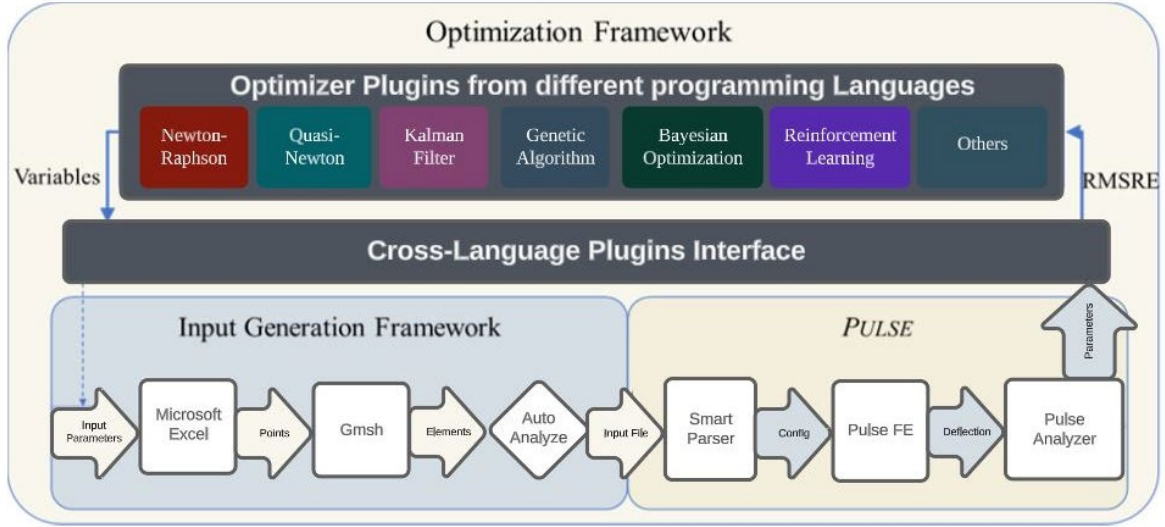 Optimization Framework
Optimizer Plugins from different programming Languages
Newton-
Raphson
Quasi-
Newton
Kalman
Filter
Genetic
Algorithm
Bayesian
Optimization
Reinforcement
Learning
Others
Variables
RMSRE
Cross-Language Plugins Interface
Input Generation Framework
PULSE
Parameters
Input
Parameters
Microsoft
Excel
Points
Gmsh
Elements
Auto
Analyze
Input File
Smart
Parser
Config
Pulse FE
Deflection
Pulse
Analyzer